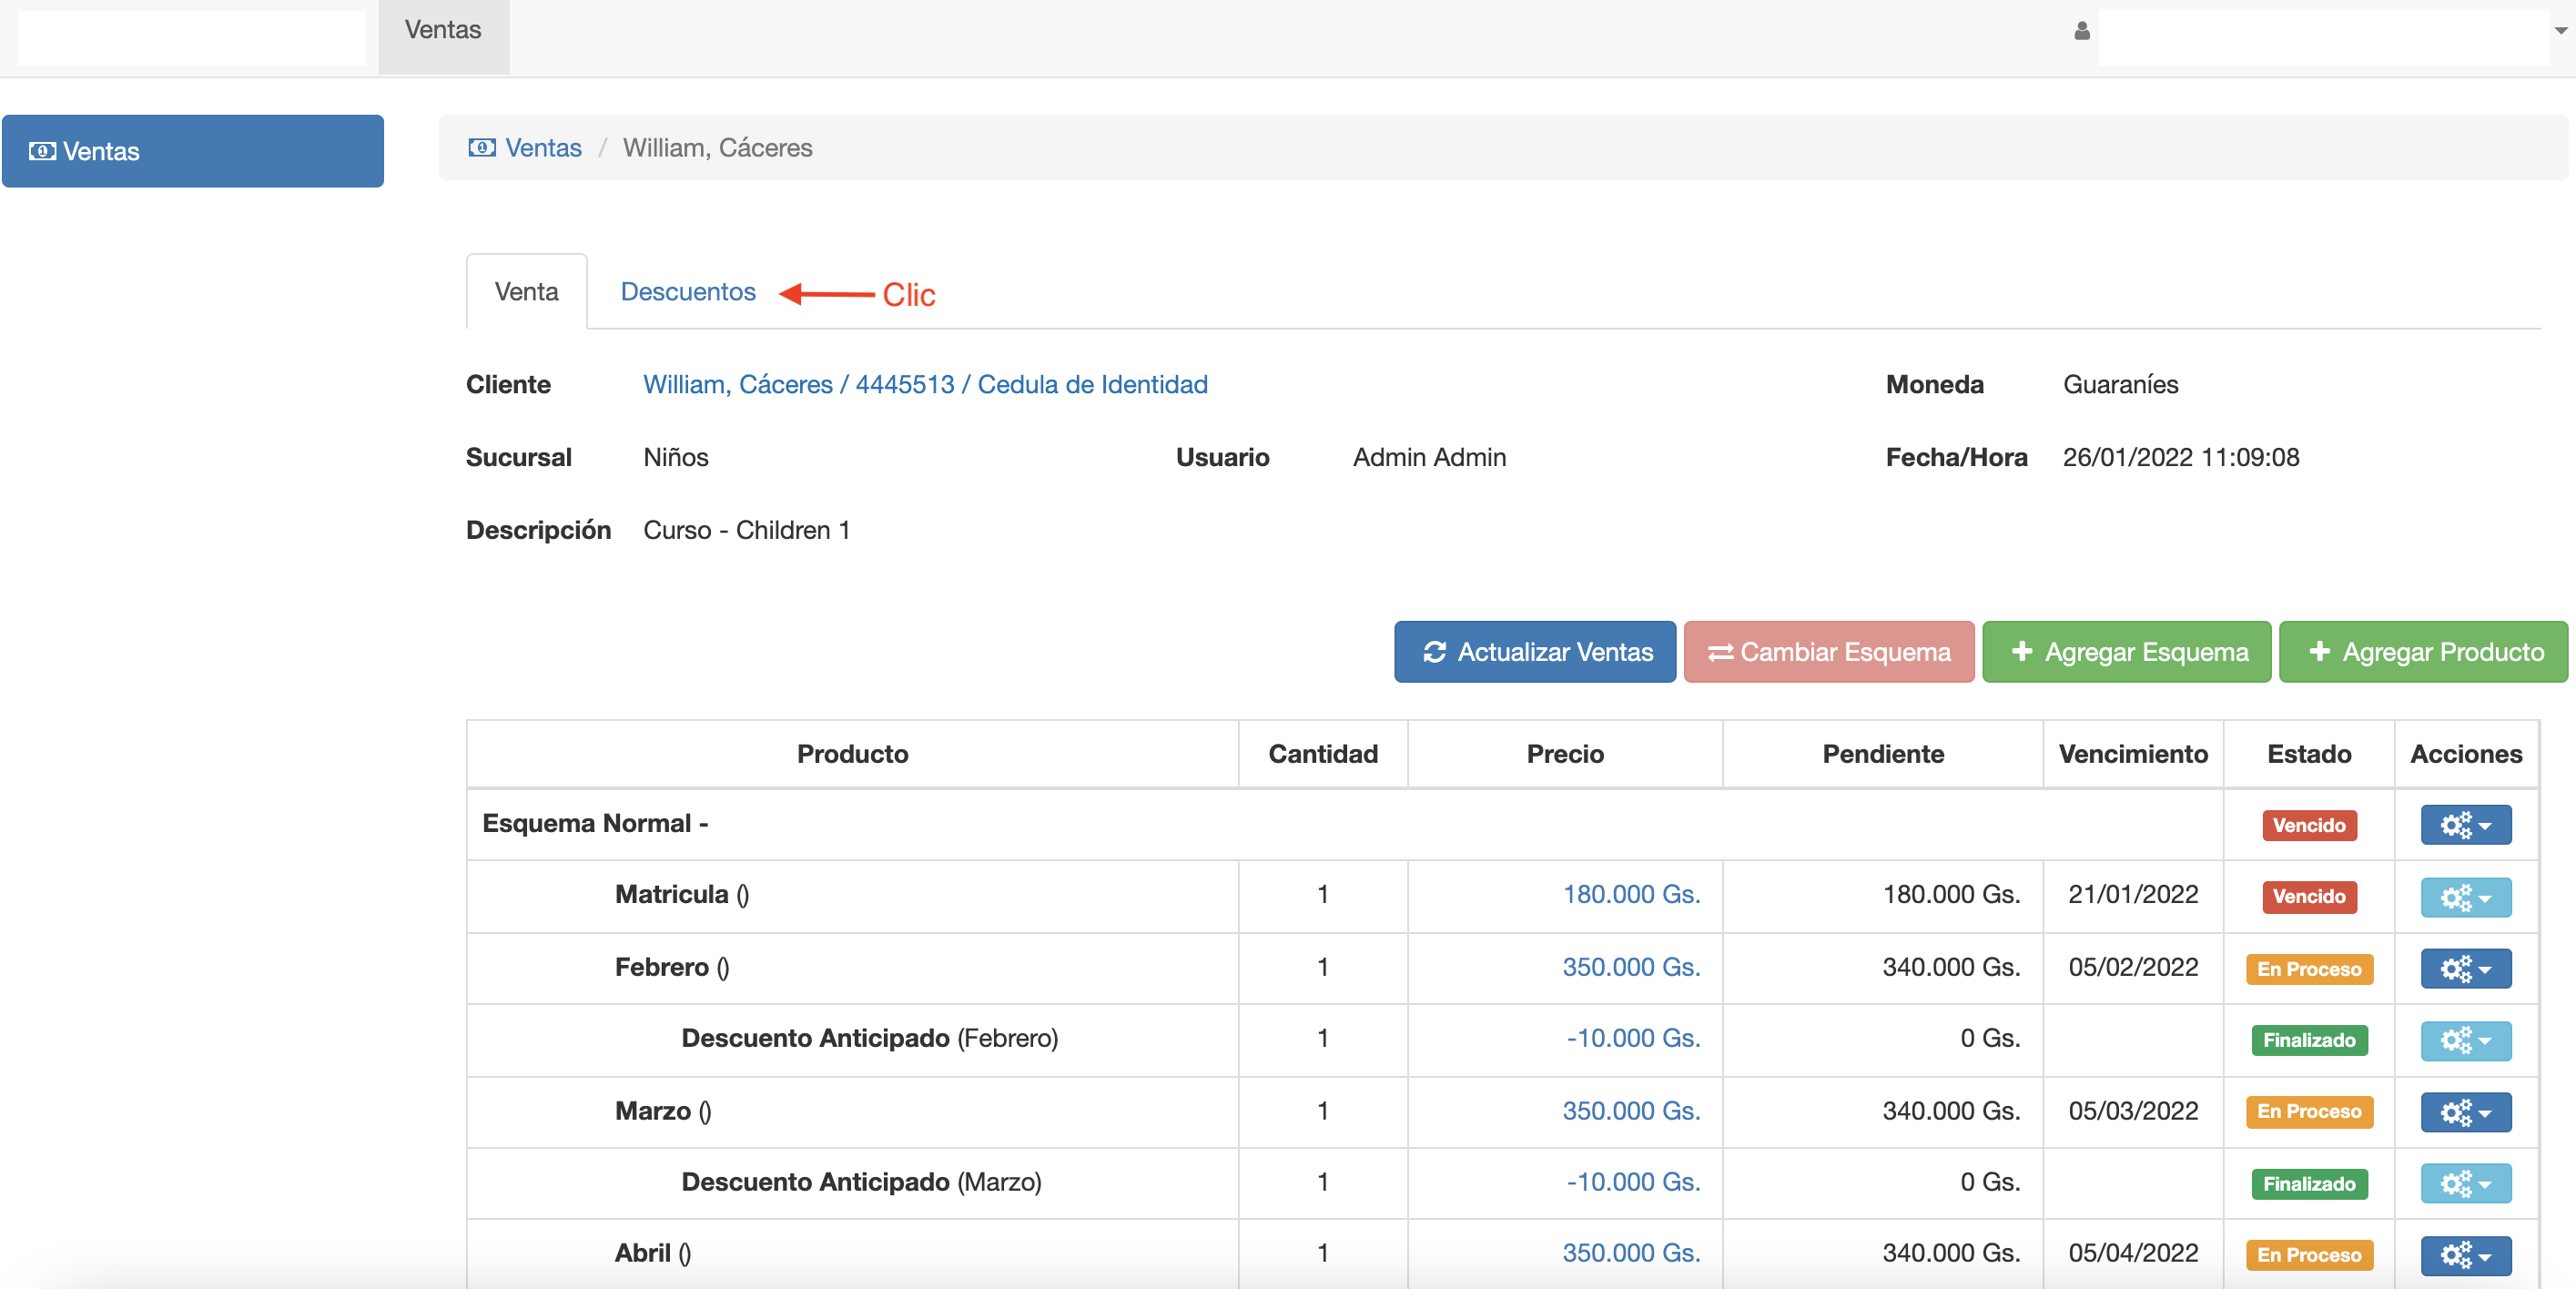 Ventas
Ventas
Ventas / William, Cáceres
Venta Descuentos Clic
Cliente William, Cáceres / 4445513 / Cedula de Identidad Moneda Guaraníes
Sucursal Niños Usuario Admin Admin Fecha/Hora 26/01/2022 11:09:08
Descripción Curso - Children 1
Actualizar Ventas Cambiar Esquema Agregar Esquema Agregar Producto
Producto Cantidad Precio Pendiente Vencimiento Estado Acciones
Esquema Normal - Vencido
Matricula () 1 180.000 Gs. 180.000 Gs. 21/01/2022 Vencido
Febrero () 1 350.000 Gs. 340.000 Gs. 05/02/2022 En Proceso
Descuento Anticipado (Febrero) 1 -10.000 Gs. 0 Gs. Finalizado
Marzo () 1 350.000 Gs. 340.000 Gs. 05/03/2022 En Proceso
Descuento Anticipado (Marzo) 1 -10.000 Gs. 0 Gs. Finalizado
Abril () 1 350.000 Gs. 340.000 Gs. 05/04/2022 En Proceso